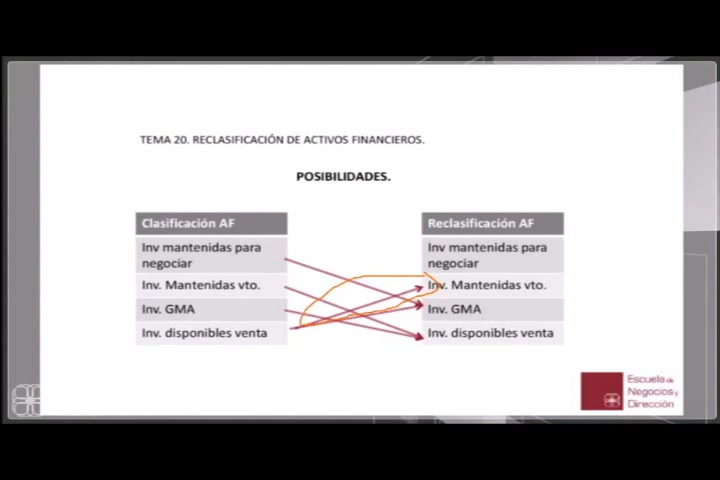 TEMA 20. RECLASIFICACIÓN DE ACTIVOS FINANCIEROS.
POSIBILIDADES.
Clasificación AF
Inv mantenidas para
negociar
Inv. Mantenidas vto.
Inv. GMA
Inv. disponibles venta
Reclasificación AF
Inv mantenidas para
negociar
Inv. Mantenidas vto.
Inv. GMA
Inv. disponibles venta
Escuela de
Negocios y
Dirección